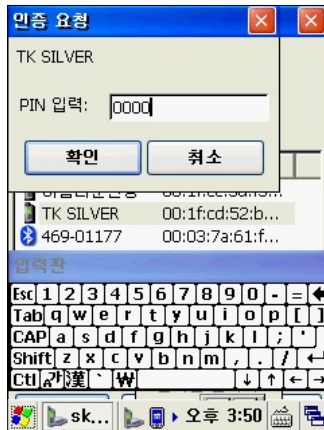 인증 요청
TK SILVER
PIN 입력: 0000
확인 취소
TK SILVER 00:1f:cd:52:b...
469-01177 00:03:7a:61:f...
입력판
Esc 1 2 3 4 5 6 7 8 9 0 - =
Tab q w e r t y u i o p [ ]
CAP a s d f g h j k l ; '
Shift z x c v b n m , . /
Ctl 가 漢 ` ₩ ↓ ↑ ← →
sk... 오후 3:50